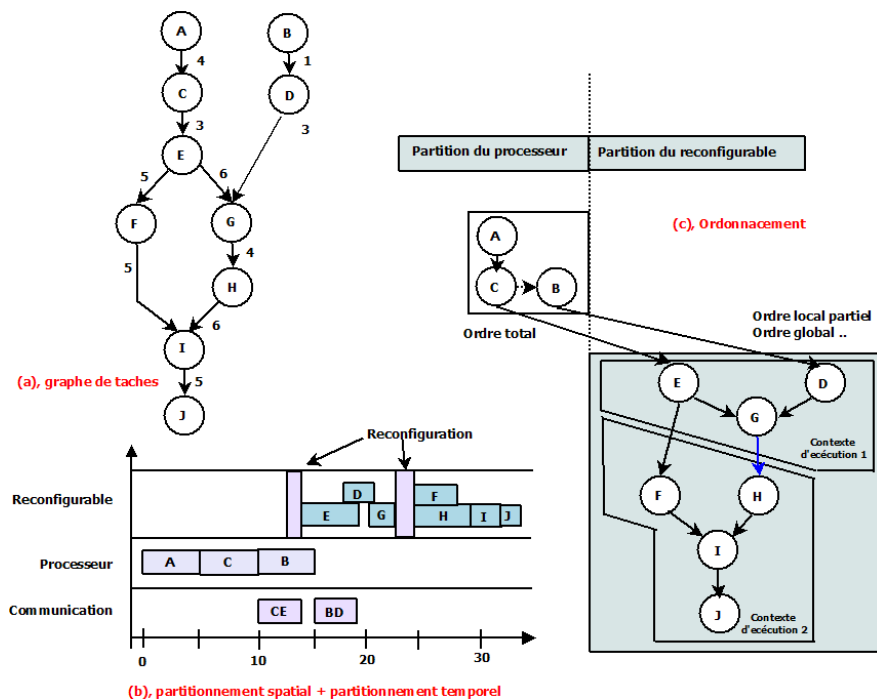 A
B
4
1
C
D
3
3
E
5
6
F
G
5
4
H
6
I
(a), graphe de taches
5
J
Partition du processeur
Partition du reconfigurable
(c), Ordonnacement
A
C
B
Ordre total
Ordre local partiel
Ordre global ..
E
D
G
Contexte
d'ecécution 1
F
H
I
J
Contexte
d'ecécution 2
Reconfiguration
Reconfigurable
D
F
E
G
H
I
J
Processeur
A
C
B
Communication
CE
BD
0
10
20
30
(b), partitionnement spatial + partitionnement temporel